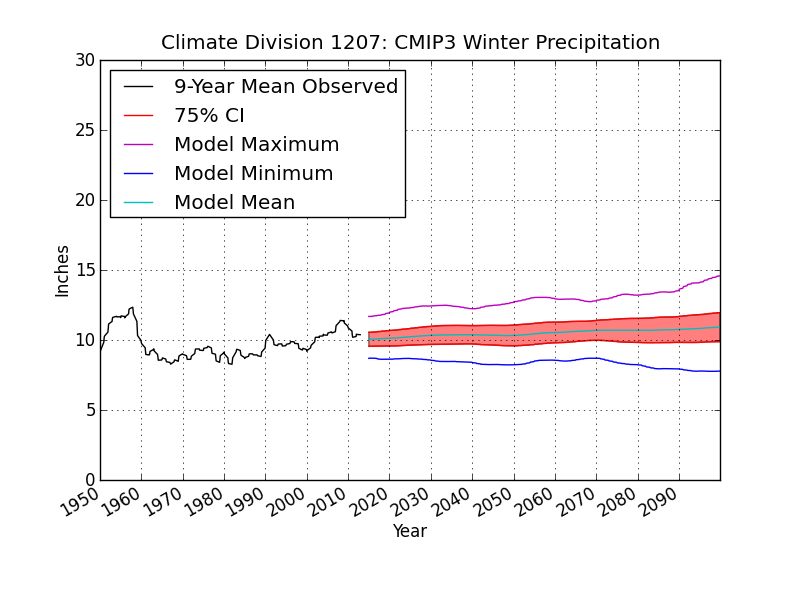 Climate Division 1207: CMIP3 Winter Precipitation
30
25
20
15
10
5
0
Inches
9-Year Mean Observed
75% CI
Model Maximum
Model Minimum
Model Mean
1950 1960 1970 1980 1990 2000 2010 2020 2030 2040 2050 2060 2070 2080 2090
Year